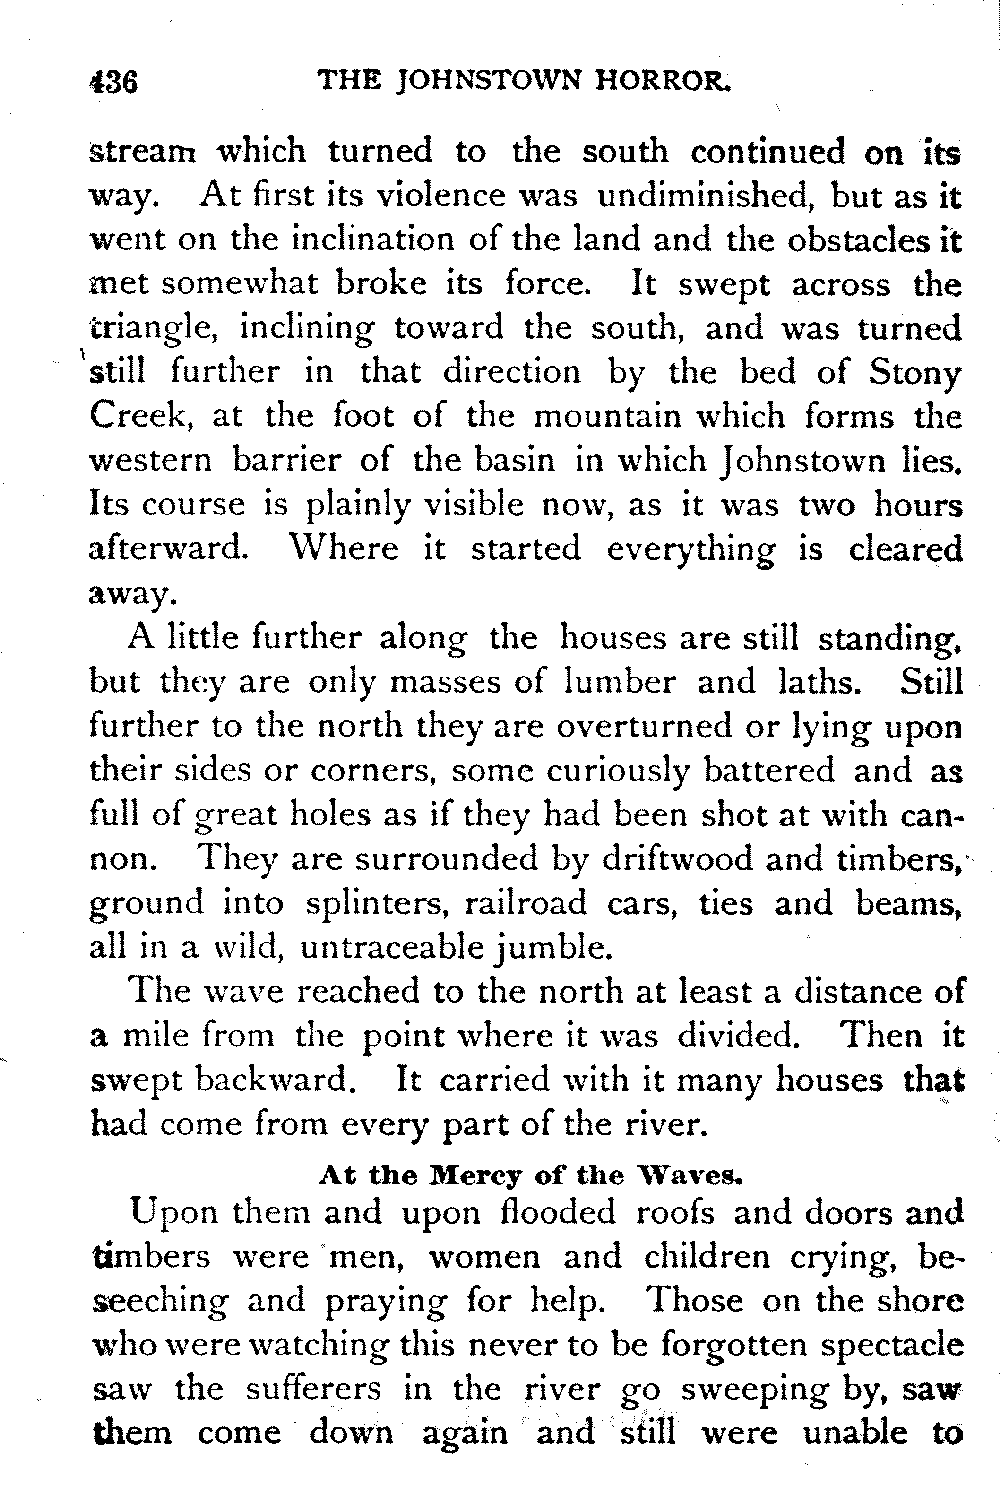 436 THE JOHNSTOWN HORROR.
stream which turned to the south continued on its
way. At first its violence was undiminished, but as it
went on the inclination of the land and the obstacles it
met somewhat broke its force. It swept across the
triangle, inclining toward the south, and was turned
still further in that direction by the bed of Stony
Creek, at the foot of the mountain which forms the
western barrier of the basin in which Johnstown lies.
Its course is plainly visible now, as it was two hours
afterward. Where it started everything is cleared
away.
A little further along the houses are still standing,
but they are only masses of lumber and laths. Still
further to the north they are overturned or lying upon
their sides or corners, some curiously battered and as
full of great holes as if they had been shot at with can-
non. They are surrounded by driftwood and timbers,
ground into splinters, railroad cars, ties and beams,
all in a wild, untraceable jumble.
The wave reached to the north at least a distance of
a mile from the point where it was divided. Then it
swept backward. It carried with it many houses that
had come from every part of the river.
At the Mercy of the Waves.
Upon them and upon flooded roofs and doors and
timbers were men, women and children crying, be-
seeching and praying for help. Those on the shore
who were watching this never to be forgotten spectacle
saw the sufferers in the river go sweeping by, saw
them come down again and still were unable to